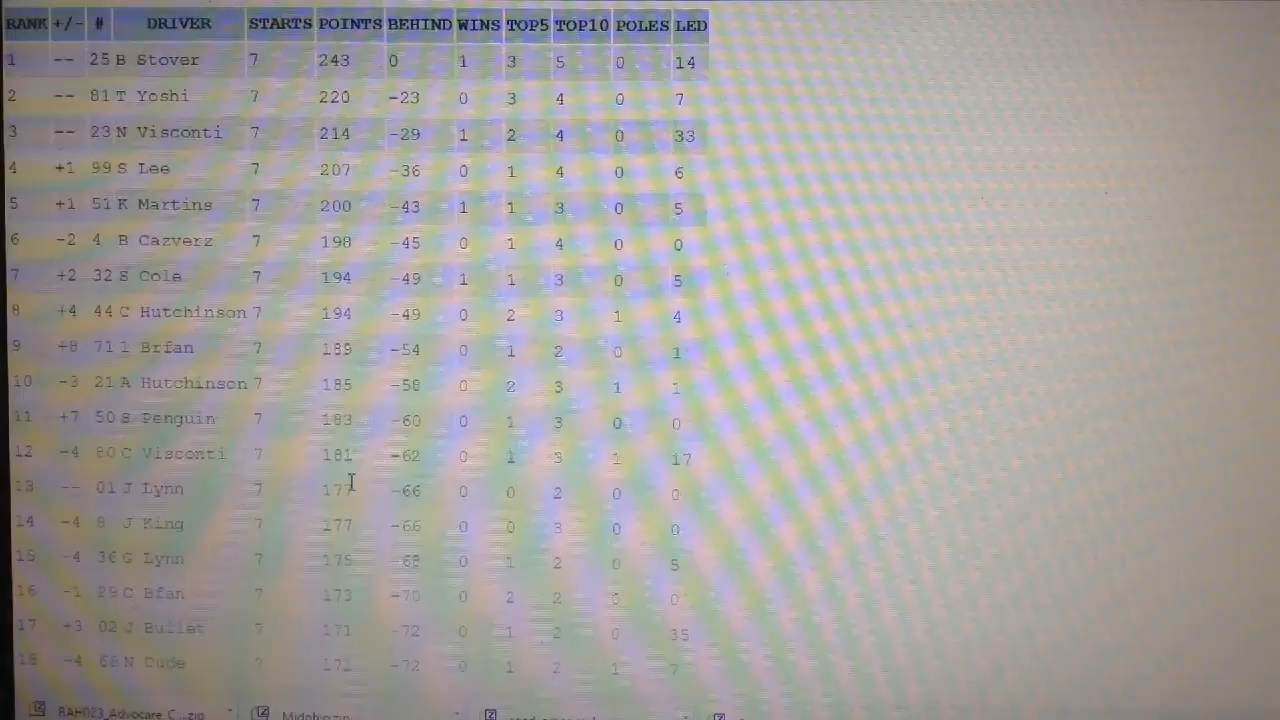 RANK +/- # DRIVER STARTS POINTS BEHIND WINS TOP5 TOP10 POLES LED
1 -- 25 B Stover 7 243 0 1 3 5 0 14
2 -- 81 T Yoshi 7 220 -23 0 3 4 0 7
3 -- 23 N Visconti 7 214 -29 1 2 4 0 33
4 +1 99 S Lee 7 207 -36 0 1 4 0 6
5 +1 51 K Martins 7 200 -43 1 1 3 0 5
6 -2 4 B Cazverz 7 198 -45 0 1 4 0 0
7 +2 32 S Cole 7 194 -49 1 1 3 0 5
8 +4 44 C Hutchinson 7 194 -49 0 2 3 1 4
9 +8 71 l Brfan 7 189 -54 0 1 2 0 1
10 -3 21 A Hutchinson 7 185 -58 0 2 3 1 1
11 +7 50 S Penguin 7 183 -60 0 1 3 0 0
12 -4 80 C Visconti 7 181 -62 0 1 3 1 17
13 -- 01 J Lynn 7 177 -66 0 0 2 0 0
14 -4 8 J King 7 177 -66 0 0 3 0 0
15 -4 36 G Lynn 7 175 -68 0 1 2 0 5
16 -1 29 C Bfan 7 173 -70 0 2 2 0 0
17 +3 02 J Bullet 7 171 -72 0 1 2 0 35
18 -4 66 N Dude 7 171 -72 0 1 2 1 7
RAH023_Advocare_C....zip